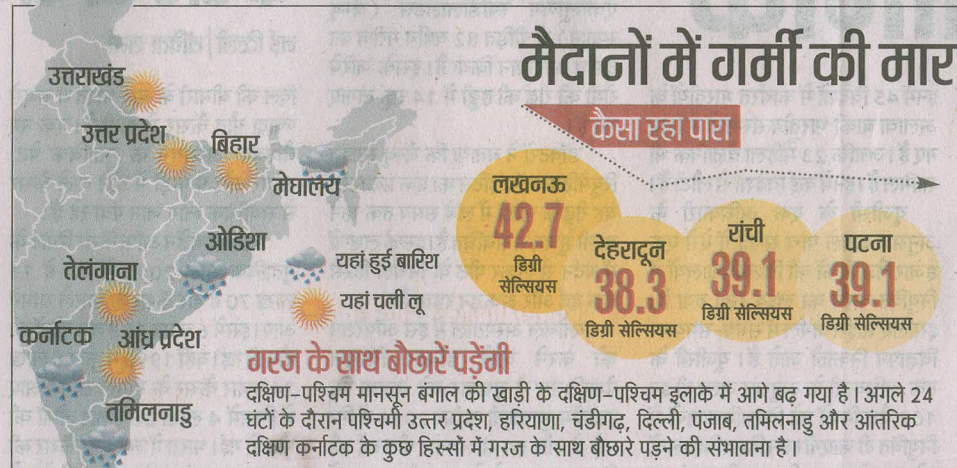 मैदानों में गर्मी की मार
कैसा रहा पारा
लखनऊ
42.7
डिग्री
सेल्सियस
देहरादून
38.3
डिग्री सेल्सियस
रांची
39.1
डिग्री सेल्सियस
पटना
39.1
डिग्री सेल्सियस
उत्तराखंड
उत्तर प्रदेश
बिहार
मेघालय
ओडिशा
तेलंगाना
कर्नाटक
आंध्र प्रदेश
तमिलनाडु
यहां हुई बारिश
यहां चली लू
गरज के साथ बौछारें पड़ेंगी
दक्षिण-पश्चिम मानसून बंगाल की खाड़ी के दक्षिण-पश्चिम इलाके में आगे बढ़ गया है। अगले 24
घंटों के दौरान पश्चिमी उत्तर प्रदेश, हरियाणा, चंडीगढ़, दिल्ली, पंजाब, तमिलनाडु और आंतरिक
दक्षिण कर्नाटक के कुछ हिस्सों में गरज के साथ बौछारें पड़ने की संभावना है।